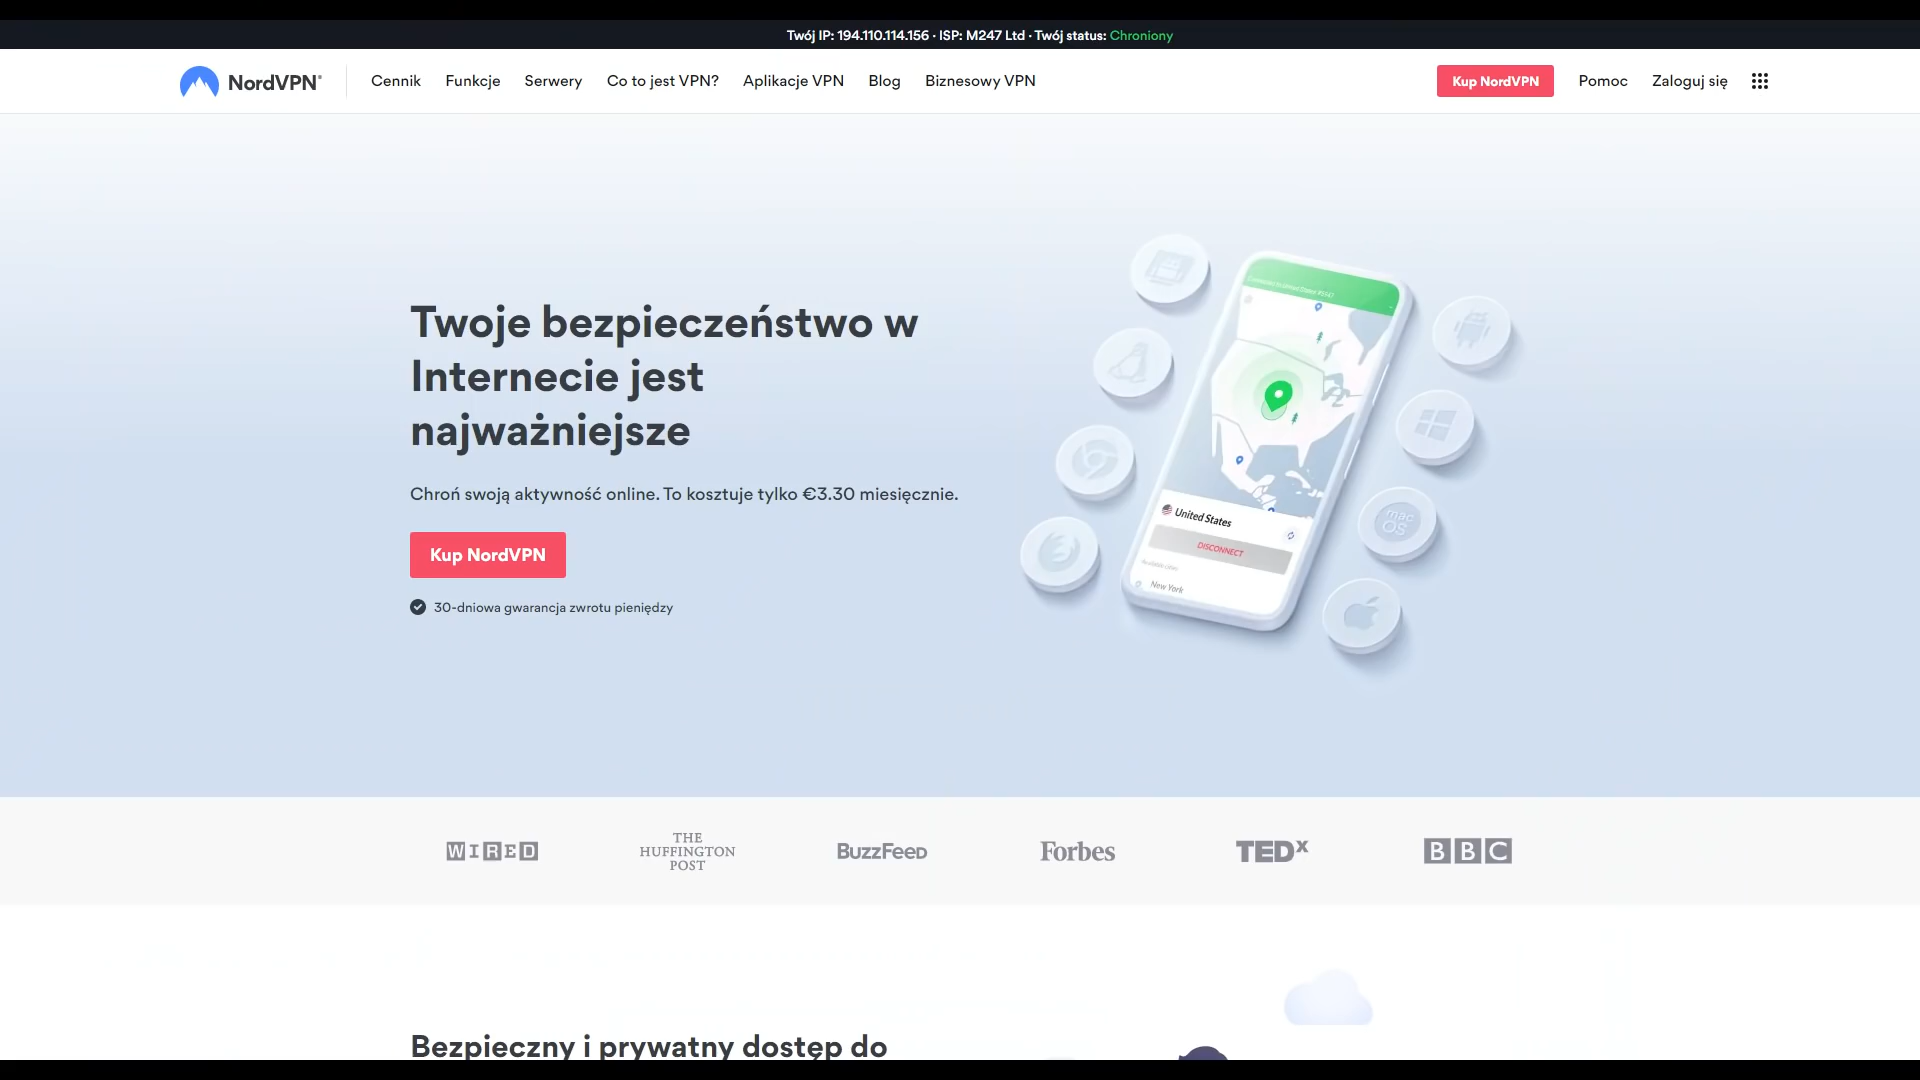 Twój IP: 194.110.114.156 · ISP: M247 Ltd · Twój status: Chroniony
NordVPN®
Cennik
Funkcje
Serwery
Co to jest VPN?
Aplikacje VPN
Blog
Biznesowy VPN
Kup NordVPN
Pomoc
Zaloguj się
Twoje bezpieczeństwo w
Internecie jest
najważniejsze
Chroń swoją aktywność online. To kosztuje tylko €3.30 miesięcznie.
Kup NordVPN
30-dniowa gwarancja zwrotu pieniędzy
United States
DISCONNECT
New York
mac
OS
WIRED
THE
HUFFINGTON
POST
BuzzFeed
Forbes
TEDx
BBC
Bezpieczny i prywatny dostęp do